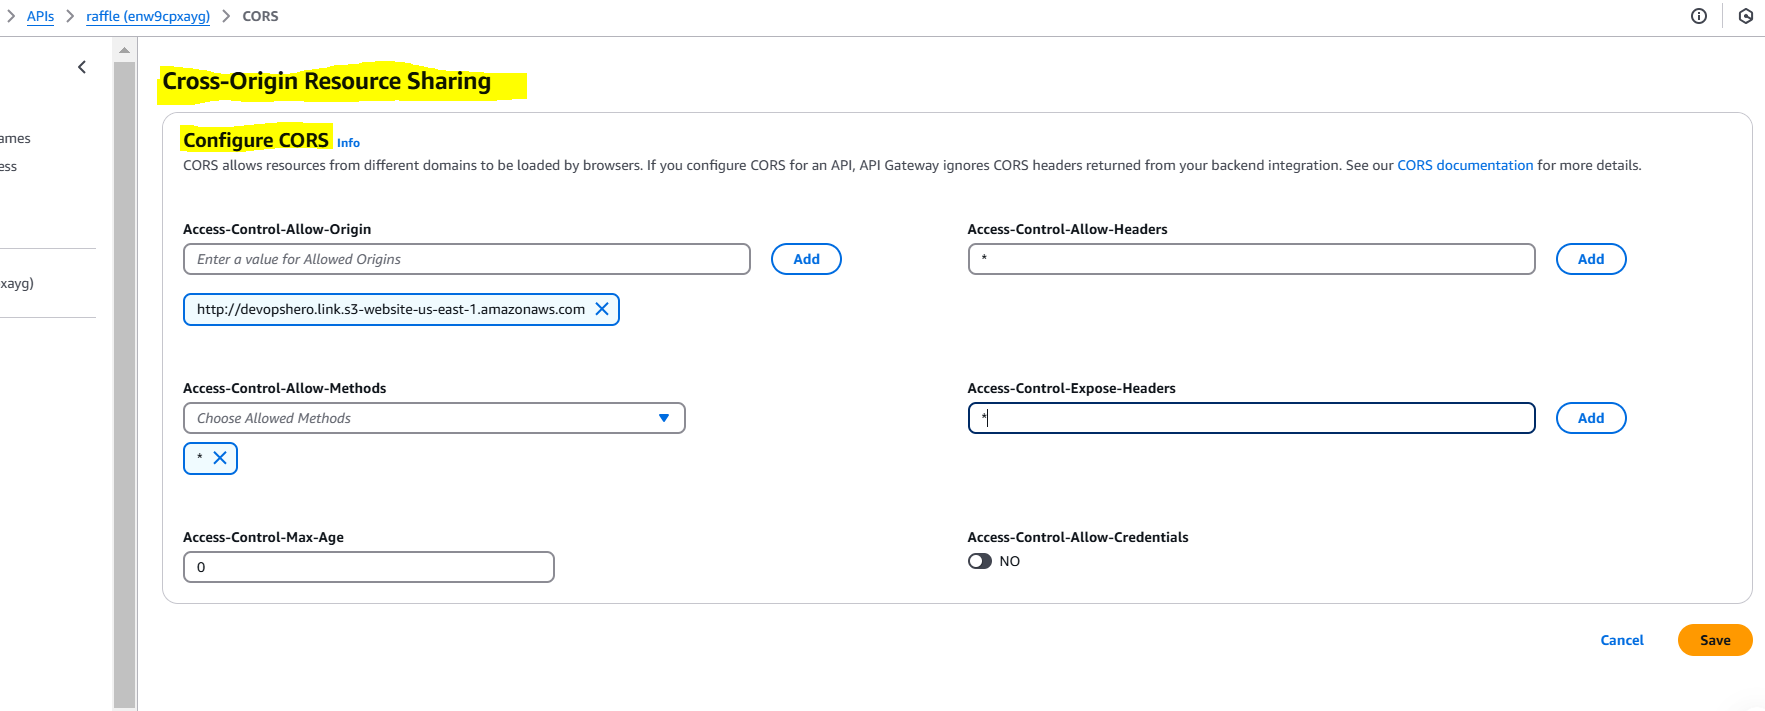 APIs > raffle (enw9cpxayg) > CORS
ames
ess
xayg)
Cross-Origin Resource Sharing
Configure CORS Info
CORS allows resources from different domains to be loaded by browsers. If you configure CORS for an API, API Gateway ignores CORS headers returned from your backend integration. See our CORS documentation for more details.
Access-Control-Allow-Origin
Enter a value for Allowed Origins Add
http://devopshero.link.s3-website-us-east-1.amazonaws.com
Access-Control-Allow-Headers
* Add
Access-Control-Allow-Methods
Choose Allowed Methods
*
Access-Control-Expose-Headers
* Add
Access-Control-Max-Age
0
Access-Control-Allow-Credentials
NO
Cancel Save